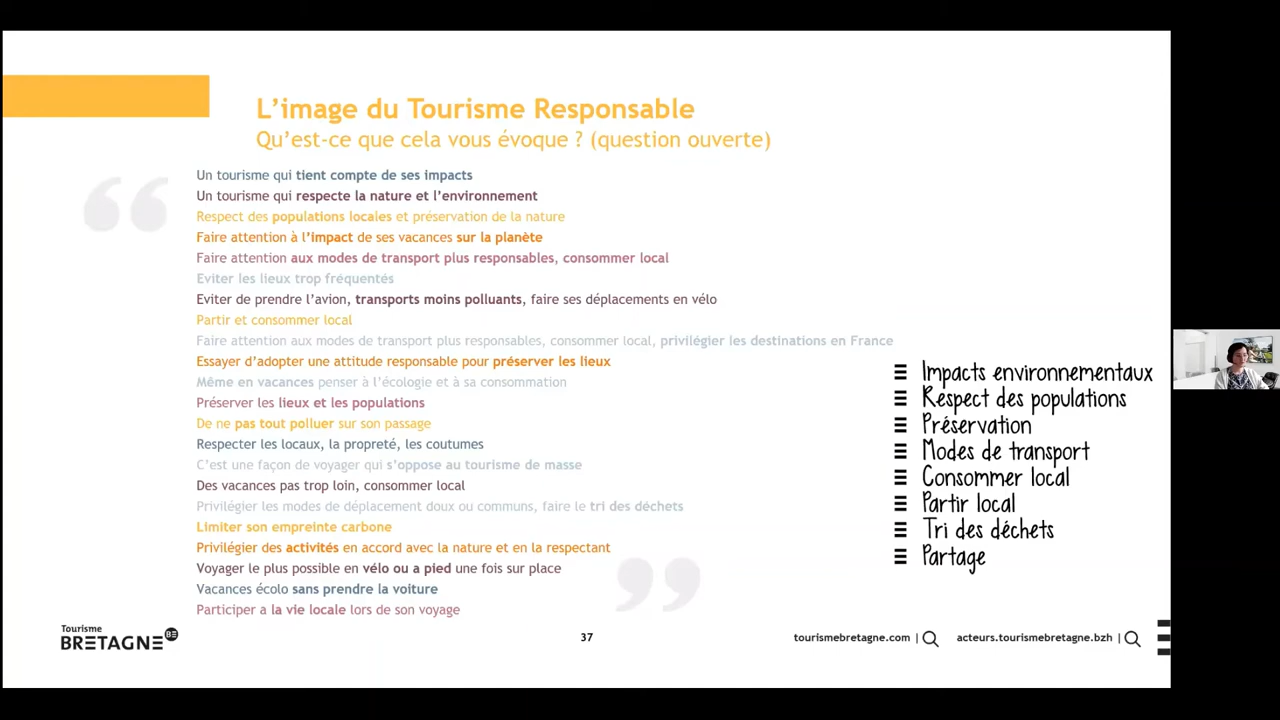 L'image du Tourisme Responsable
Qu'est-ce que cela vous évoque ? (question ouverte)
Un tourisme qui tient compte de ses impacts
Un tourisme qui respecte la nature et l'environnement
Respect des populations locales et préservation de la nature
Faire attention à l'impact de ses vacances sur la planète
Faire attention aux modes de transport plus responsables, consommer local
Eviter les lieux trop fréquentés
Eviter de prendre l'avion, transports moins polluants, faire ses déplacements en vélo
Partir et consommer local
Faire attention aux modes de transport plus responsables, consommer local, privilégier les destinations en France
Essayer d'adopter une attitude responsable pour préserver les lieux
Même en vacances penser à l'écologie et à sa consommation
Préserver les lieux et les populations
De ne pas tout polluer sur son passage
Respecter les locaux, la propreté, les coutumes
C'est une façon de voyager qui s'oppose au tourisme de masse
Des vacances pas trop loin, consommer local
Privilégier les modes de déplacement doux ou communs, faire le tri des déchets
Limiter son empreinte carbone
Privilégier des activités en accord avec la nature et en la respectant
Voyager le plus possible en vélo ou a pied une fois sur place
Vacances écolo sans prendre la voiture
Participer a la vie locale lors de son voyage
Impacts environnementaux
Respect des populations
Préservation
Modes de transport
Consommer local
Partir local
Tri des déchets
Partage
Tourisme
BRETAGNE
37
tourismebretagne.com |
acteurs.tourismebretagne.bzh |